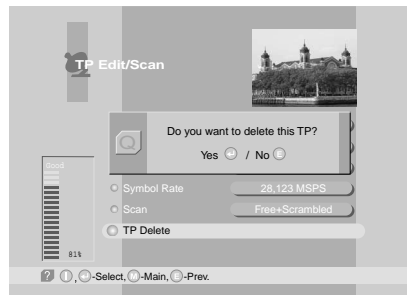 TP Edit/Scan
Do you want to delete this TP?
Yes / No E
Good
Symbol Rate 28,123 MSPS
Scan Free+Scrambled
TP Delete
81%
? , -Select, M-Main, E-Prev.